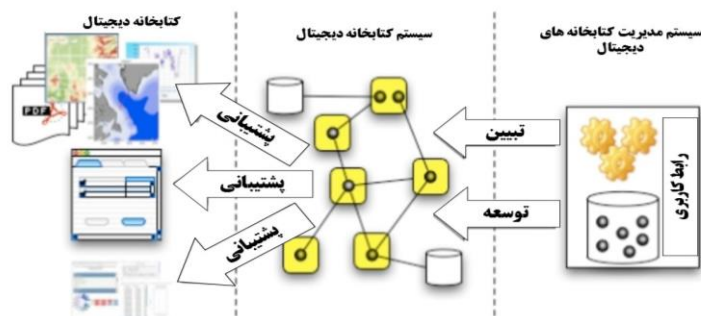 سیستم مدیریت کتابخانه های
دیجیتال
سیستم کتابخانه دیجیتال
کتابخانه دیجیتال
رابط کاربری
تبیین
توسعه
پشتیبانی
پشتیبانی
پشتیبانی
PDF